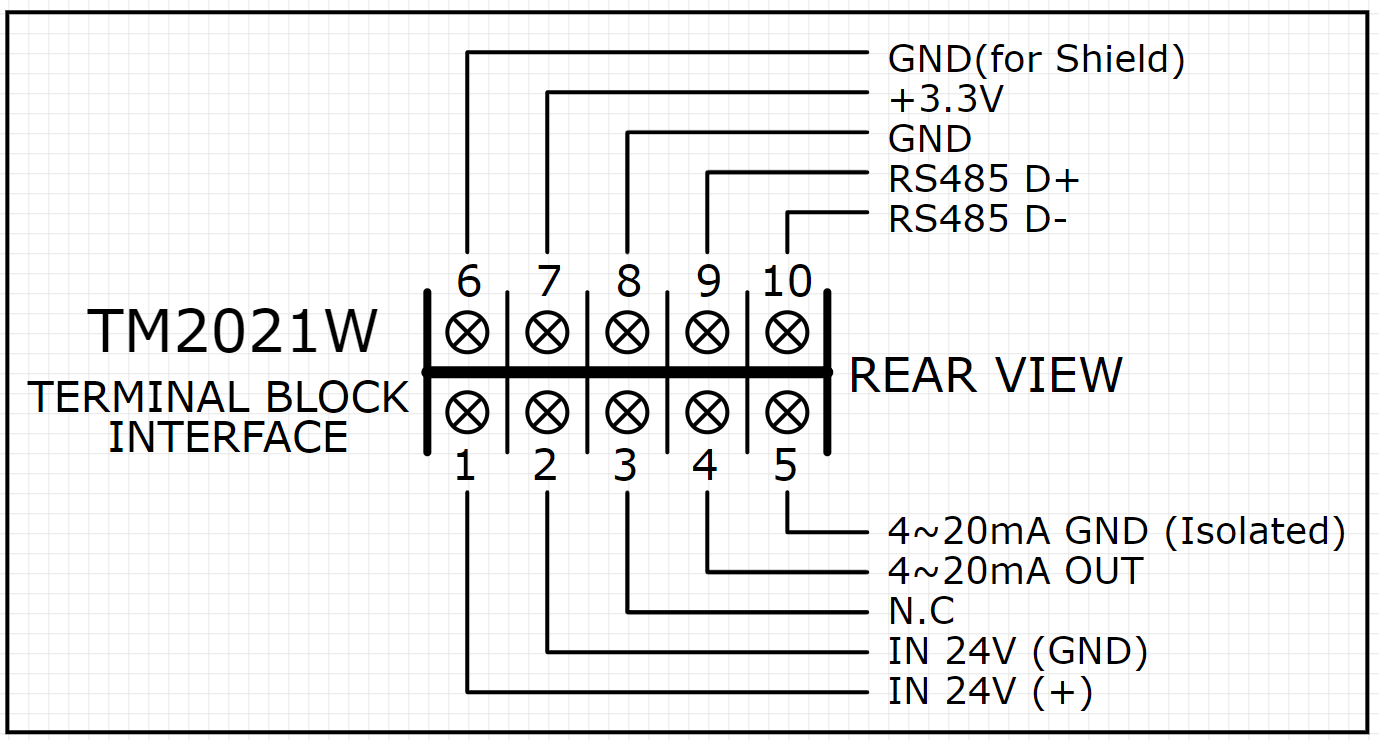 GND(for Shield)
+3.3V
GND
RS485 D+
RS485 D-
6 7 8 9 10
TM2021W
TERMINAL BLOCK
INTERFACE
REAR VIEW
1 2 3 4 5
4~20mA GND (Isolated)
4~20mA OUT
N.C
IN 24V (GND)
IN 24V (+)